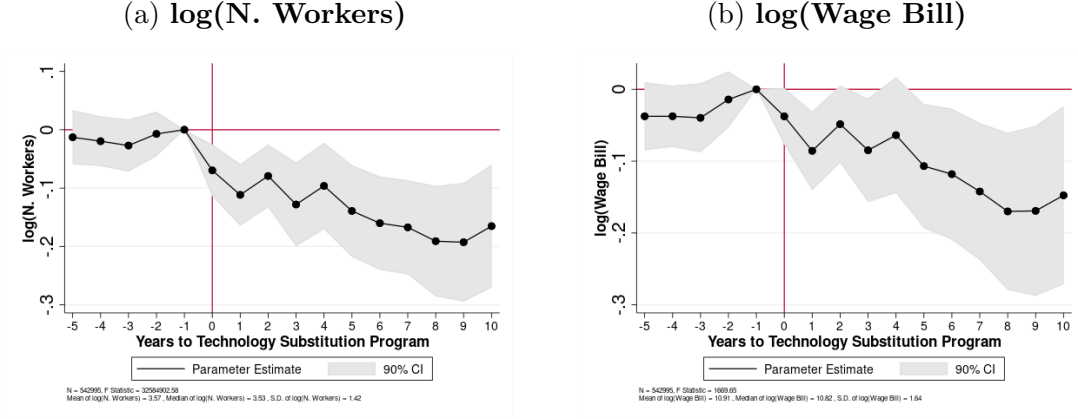 (a) log(N. Workers)
.1
0
-.1
-.2
-.3
log(N. Workers)
-5 -4 -3 -2 -1 0 1 2 3 4 5 6 7 8 9 10
Years to Technology Substitution Program
Parameter Estimate 90% CI
N = 542995, F Statistic = 32584902.58
Mean of log(N. Workers) = 3.57 , Median of log(N. Workers) = 3.53 , S.D. of log(N. Workers) = 1.42
(b) log(Wage Bill)
0
-.1
-.2
-.3
log(Wage Bill)
-5 -4 -3 -2 -1 0 1 2 3 4 5 6 7 8 9 10
Years to Technology Substitution Program
Parameter Estimate 90% CI
N = 542995, F Statistic = 1669.65
Mean of log(Wage Bill) = 10.91 , Median of log(Wage Bill) = 10.82 , S.D. of log(Wage Bill) = 1.64